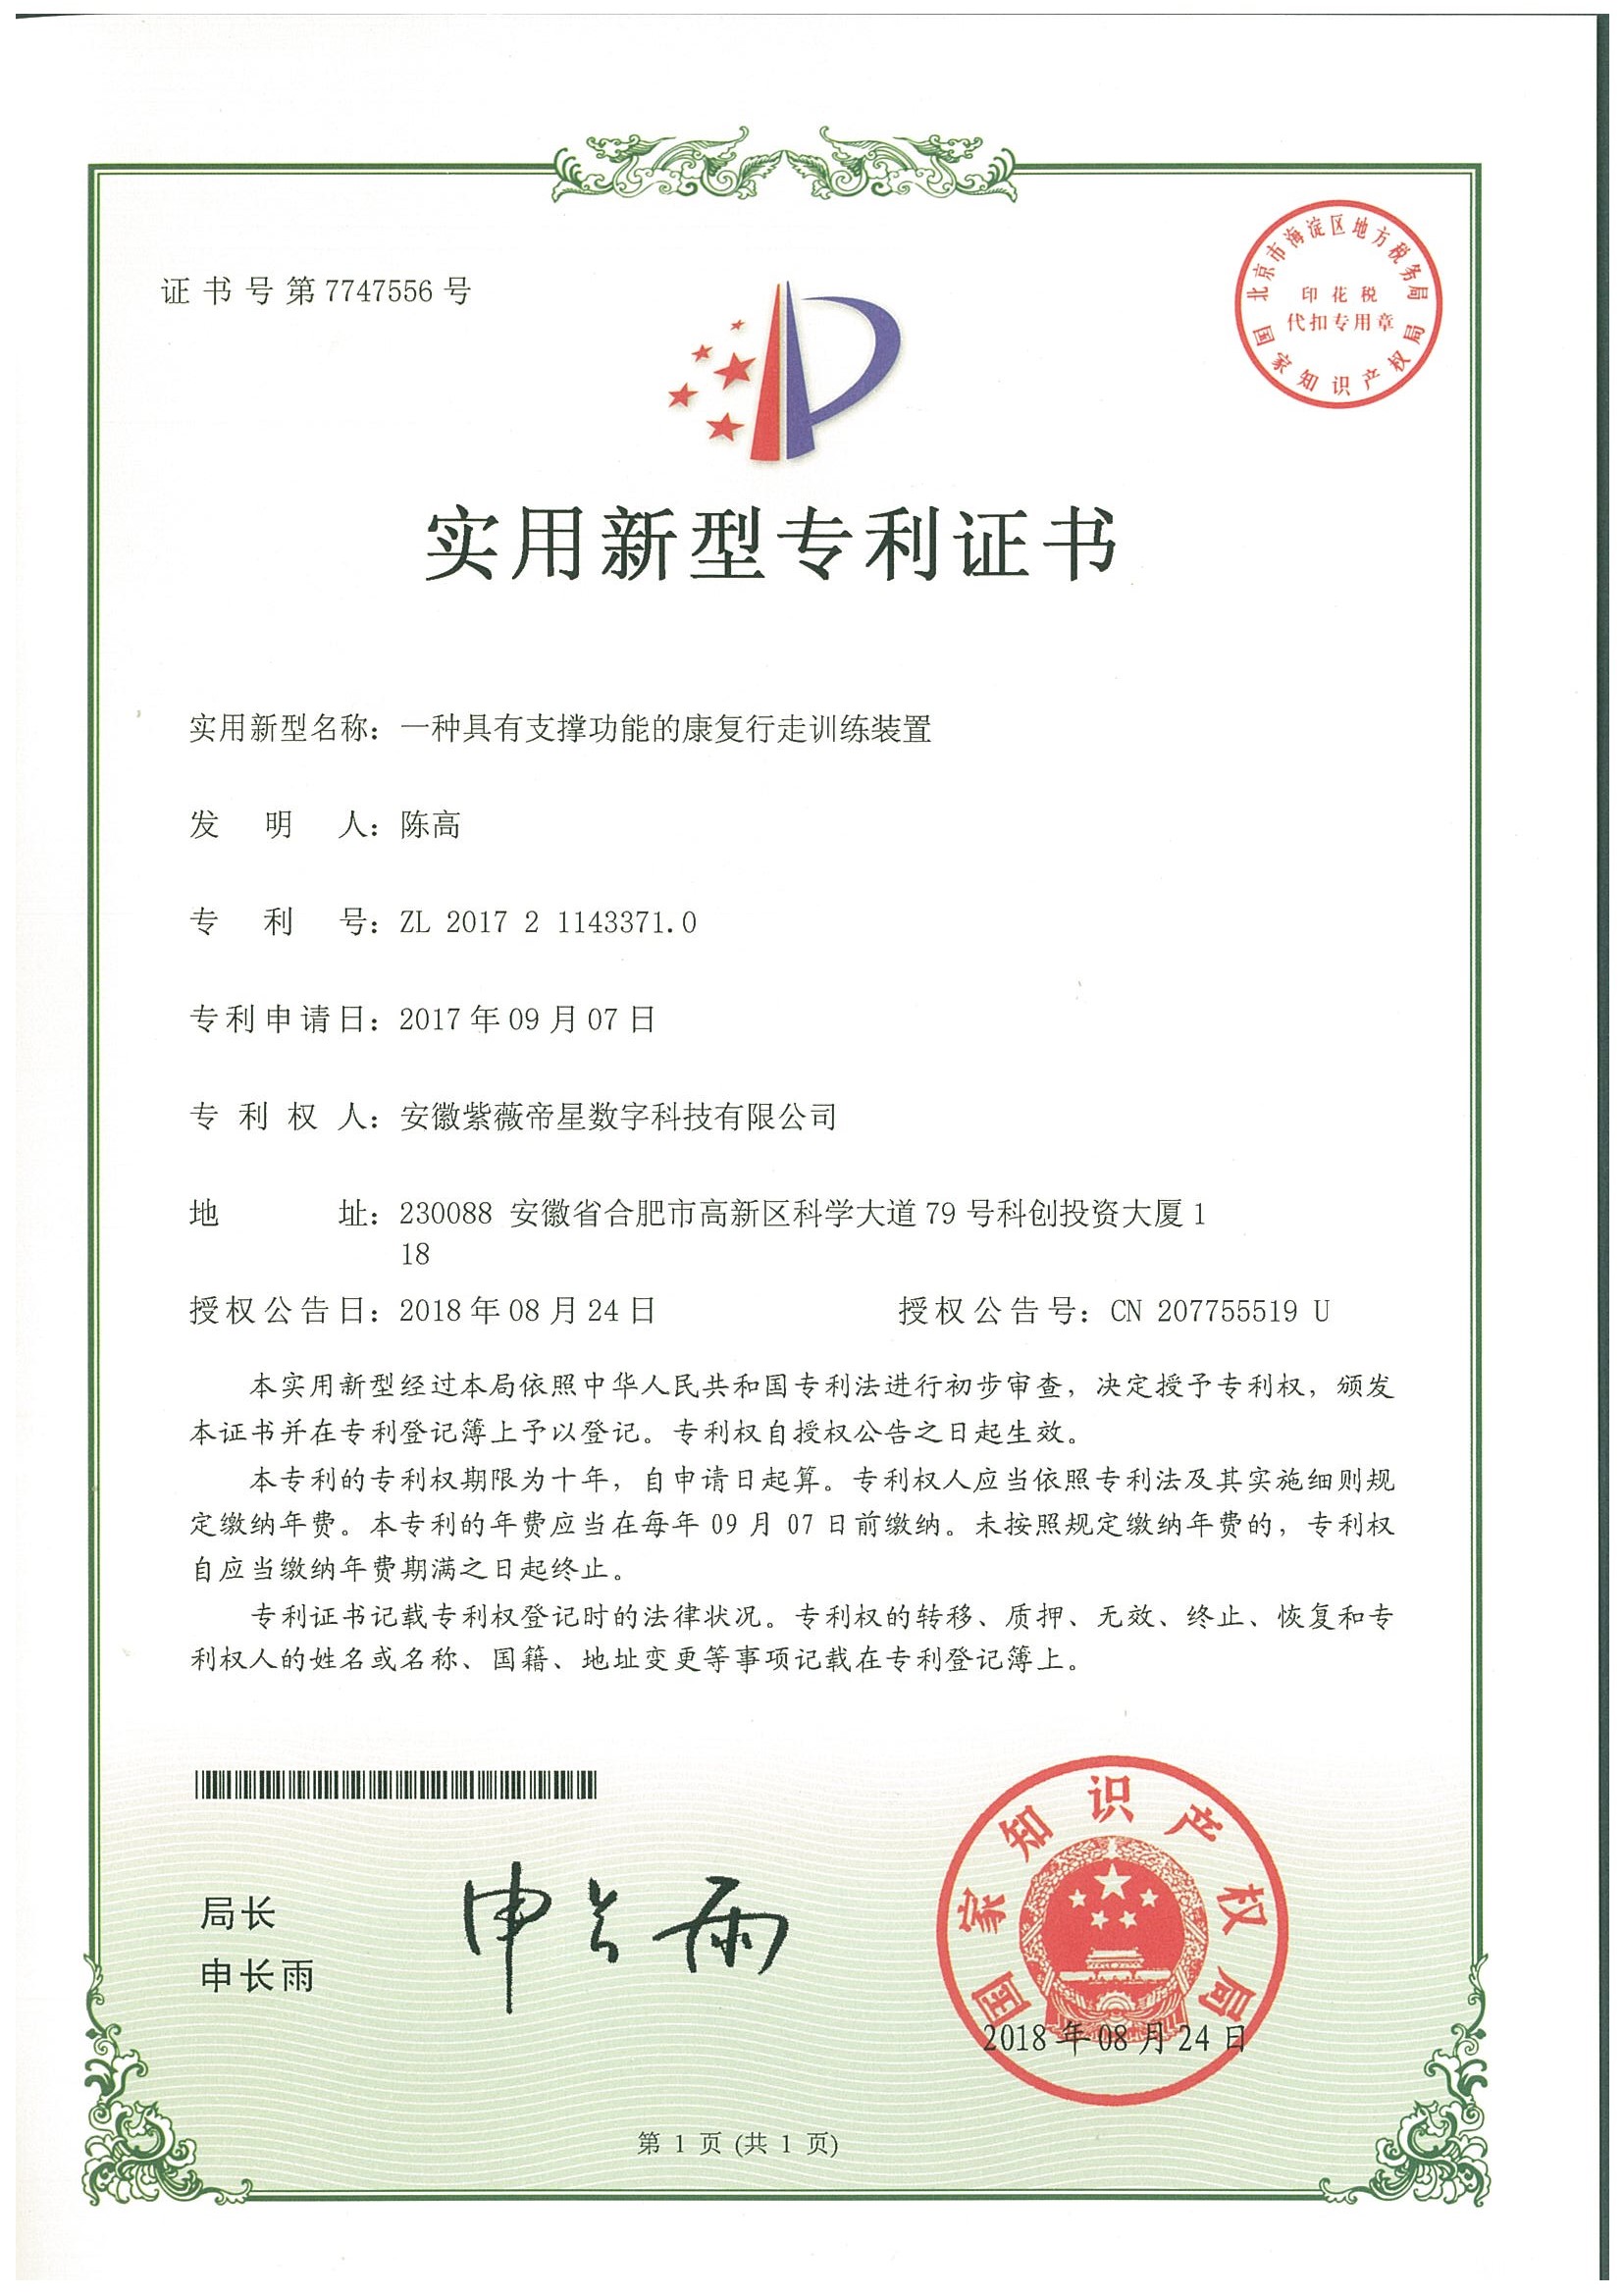 证书号第7747556号
北京市海淀区地方税务局
印花税
代扣专用章
国家知识产权局
实用新型专利证书
实用新型名称：一种具有支撑功能的康复行走训练装置
发明人：陈高
专利号：ZL 2017 2 1143371.0
专利申请日：2017年09月07日
专利权人：安徽紫薇帝星数字科技有限公司
地址：230088 安徽省合肥市高新区科学大道79号科创投资大厦1
18
授权公告日：2018年08月24日 授权公告号：CN 207755519 U
本实用新型经过本局依照中华人民共和国专利法进行初步审查，决定授予专利权，颁发
本证书并在专利登记簿上予以登记。专利权自授权公告之日起生效。
本专利的专利权期限为十年，自申请日起算。专利权人应当依照专利法及其实施细则规
定缴纳年费。本专利的年费应当在每年09月07日前缴纳。未按照规定缴纳年费的，专利权
自应当缴纳年费期满之日起终止。
专利证书记载专利权登记时的法律状况。专利权的转移、质押、无效、终止、恢复和专
利权人的姓名或名称、国籍、地址变更等事项记载在专利登记簿上。
局长
申长雨
申长雨
国家知识产权局
2018年08月24日
第1页(共1页)